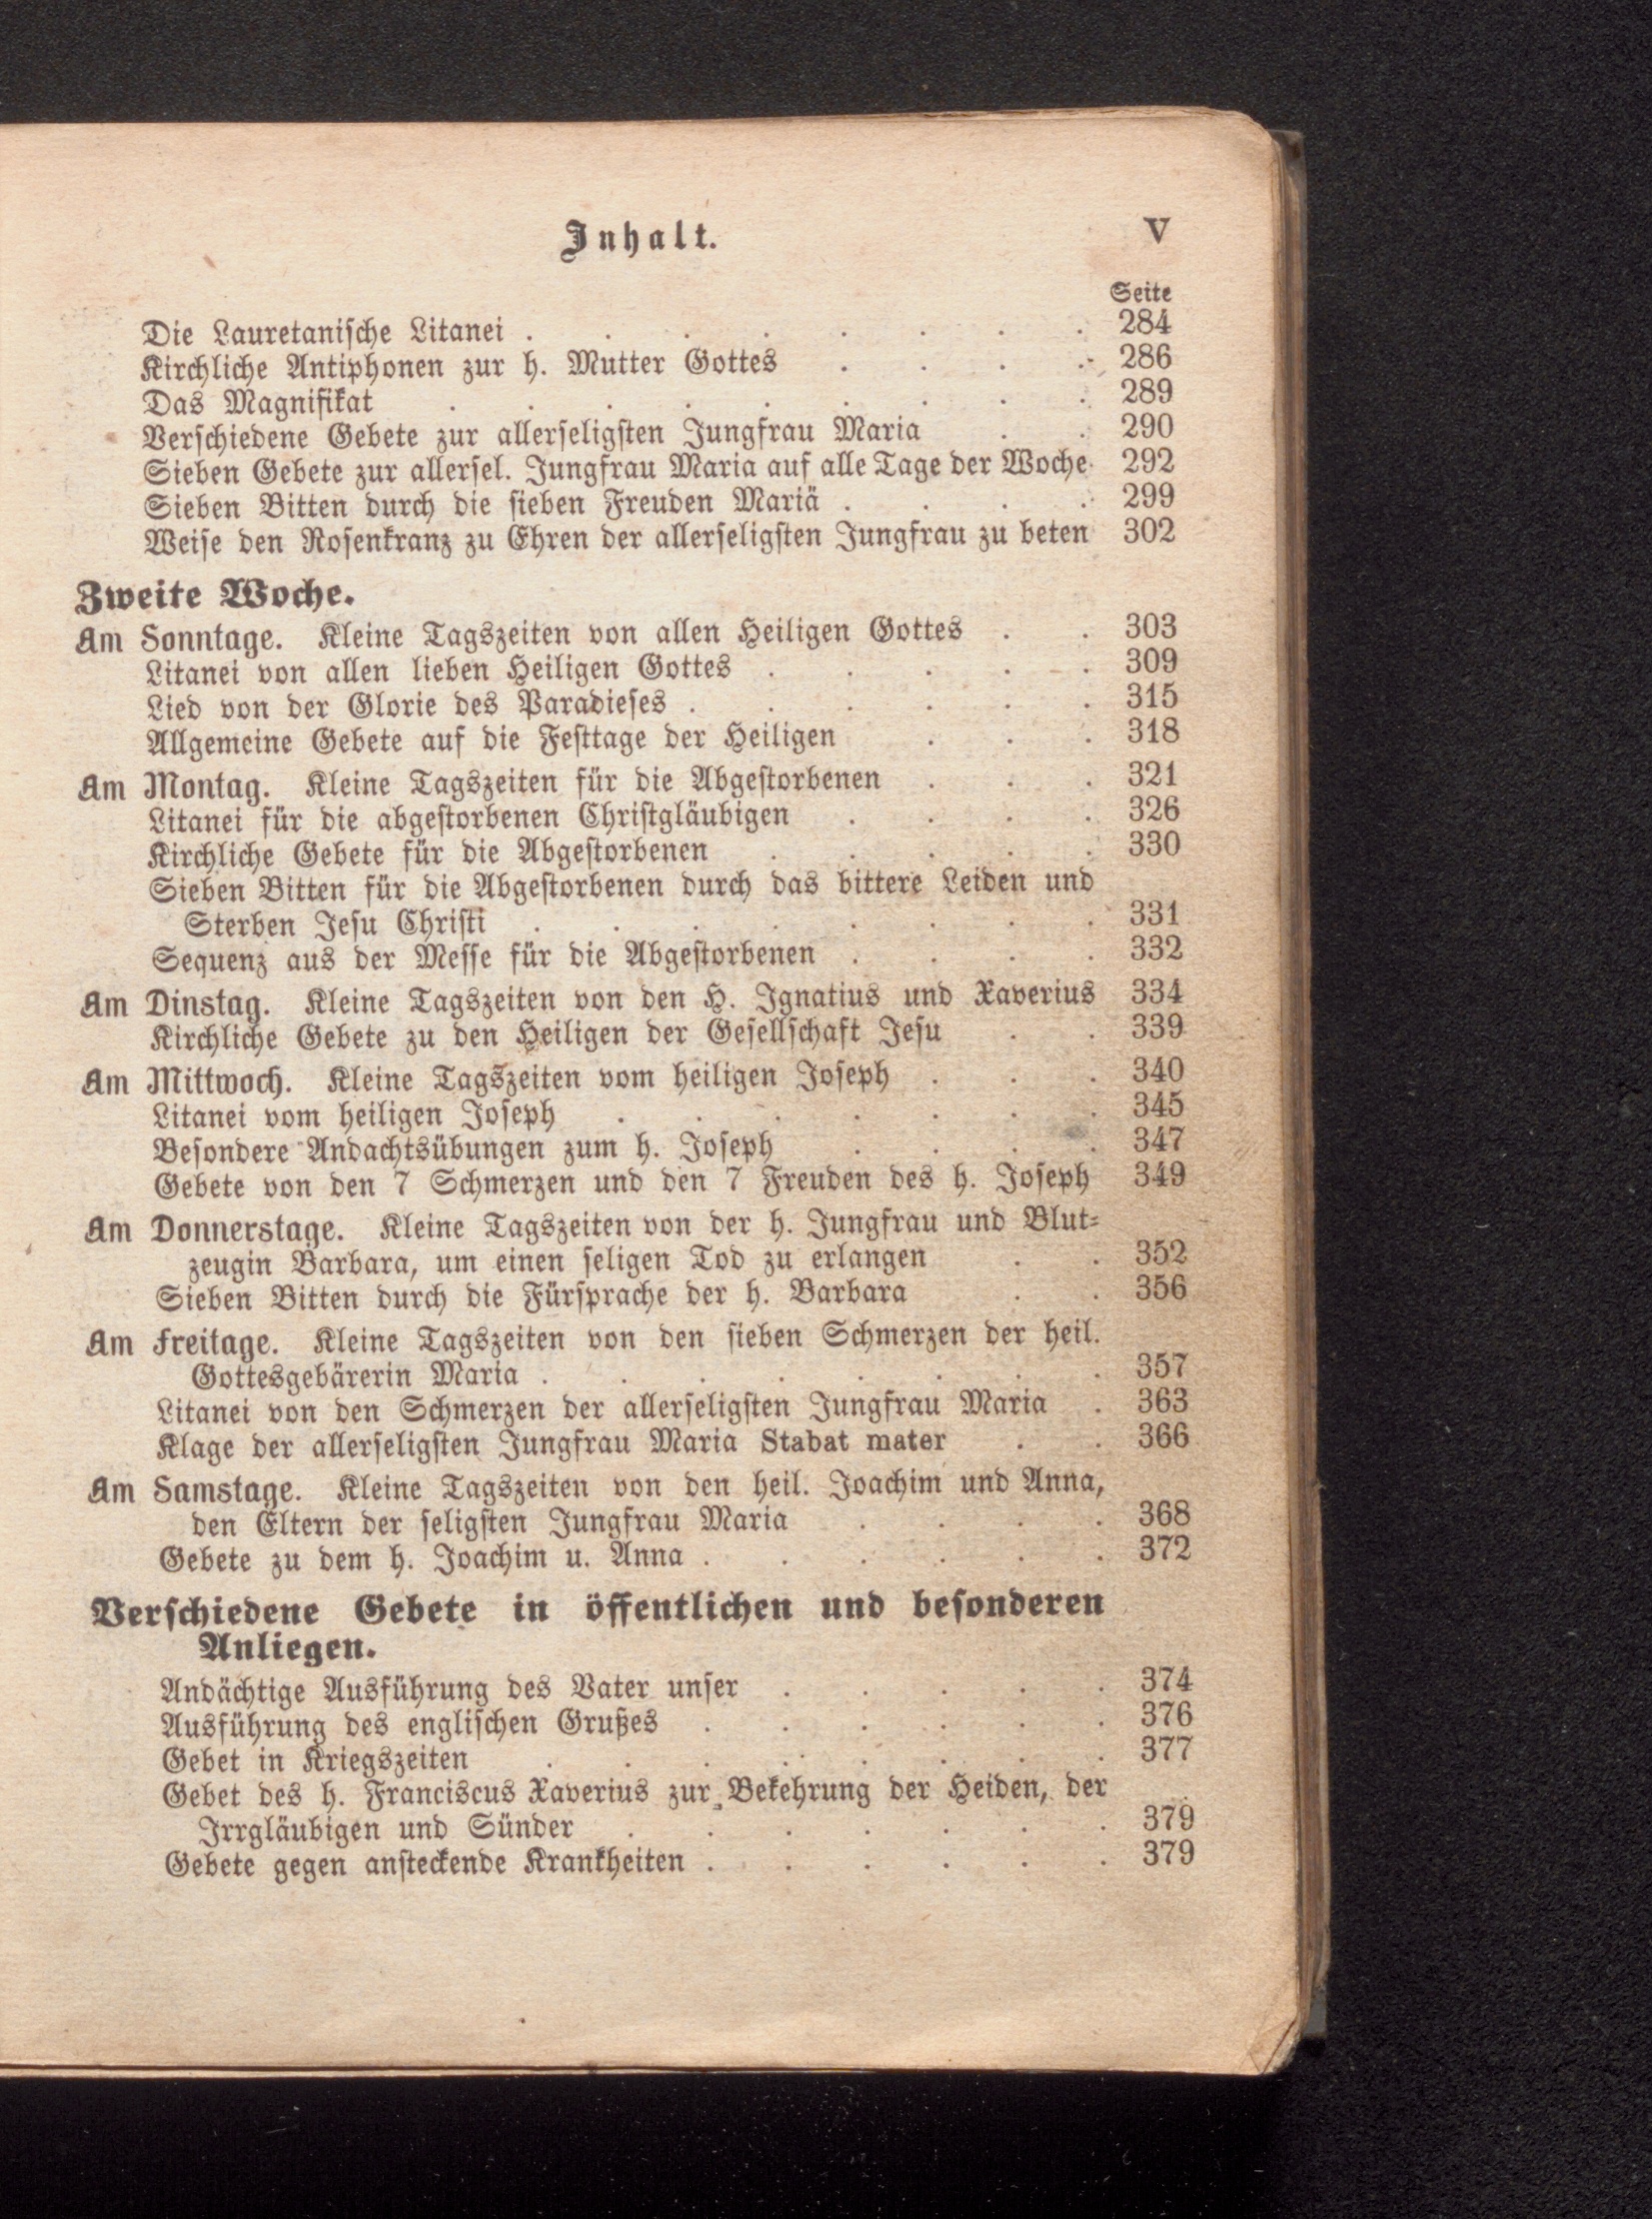 Inhalt. V
Seite
Die Lauretanische Litanei . . . . . . . . 284
Kirchliche Antiphonen zur h. Mutter Gottes . . . . 286
Das Magnifikat . . . . . . . . . 289
Verschiedene Gebete zur allerseligsten Jungfrau Maria . . 290
Sieben Gebete zur allersel. Jungfrau Maria auf alle Tage der Woche 292
Sieben Bitten durch die sieben Freuden Mariä . . . . 299
Weise den Rosenkranz zu Ehren der allerseligsten Jungfrau zu beten 302
Zweite Woche.
Am Sonntage. Kleine Tagszeiten von allen Heiligen Gottes . . 303
Litanei von allen lieben Heiligen Gottes . . . . . 309
Lied von der Glorie des Paradieses . . . . . . 315
Allgemeine Gebete auf die Festtage der Heiligen . . . 318
Am Montag. Kleine Tagszeiten für die Abgestorbenen . . . 321
Litanei für die abgestorbenen Christgläubigen . . . . 326
Kirchliche Gebete für die Abgestorbenen . . . . . 330
Sieben Bitten für die Abgestorbenen durch das bittere Leiden und
Sterben Jesu Christi . . . . . . . . 331
Sequenz aus der Messe für die Abgestorbenen . . . . 332
Am Dinstag. Kleine Tagszeiten von den H. Ignatius und Xaverius 334
Kirchliche Gebete zu den Heiligen der Gesellschaft Jesu . . 339
Am Mittwoch. Kleine Tagszeiten vom heiligen Joseph . . . 340
Litanei vom heiligen Joseph . . . . . . . 345
Besondere Andachtsübungen zum h. Joseph . . . . 347
Gebete von den 7 Schmerzen und den 7 Freuden des h. Joseph 349
Am Donnerstage. Kleine Tagszeiten von der h. Jungfrau und Blut-
zeugin Barbara, um einen seligen Tod zu erlangen . . 352
Sieben Bitten durch die Fürsprache der h. Barbara . . 356
Am Freitage. Kleine Tagszeiten von den sieben Schmerzen der heil.
Gottesgebärerin Maria . . . . . . . . 357
Litanei von den Schmerzen der allerseligsten Jungfrau Maria . 363
Klage der allerseligsten Jungfrau Maria Stabat mater . . 366
Am Samstage. Kleine Tagszeiten von den heil. Joachim und Anna,
den Eltern der seligsten Jungfrau Maria . . . . 368
Gebete zu dem h. Joachim u. Anna . . . . . . 372
Verschiedene Gebete in öffentlichen und besonderen
Anliegen.
Andächtige Ausführung des Vater unser . . . . . 374
Ausführung des englischen Grußes . . . . . . 376
Gebet in Kriegszeiten . . . . . . . . 377
Gebet des h. Franciscus Xaverius zur Bekehrung der Heiden, der
Irrgläubigen und Sünder . . . . . . . 379
Gebete gegen ansteckende Krankheiten . . . . . . 379